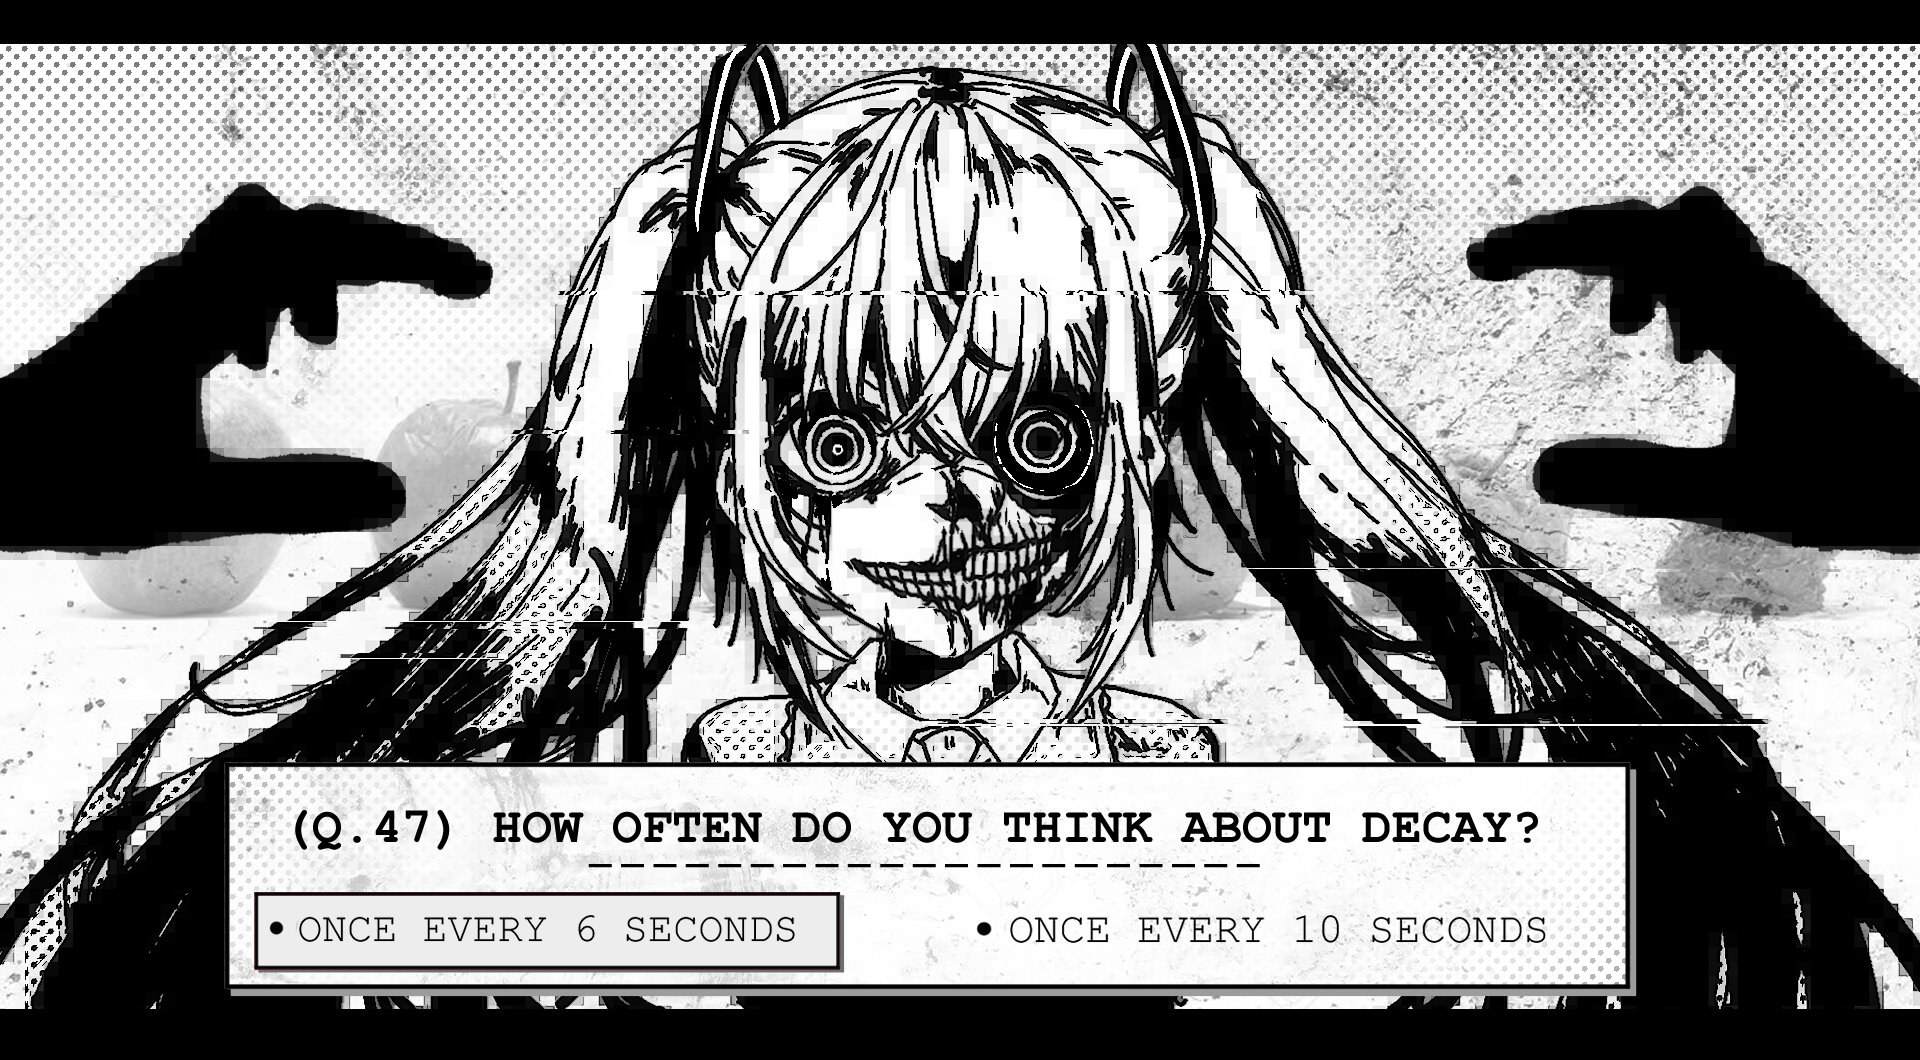 (Q.47) HOW OFTEN DO YOU THINK ABOUT DECAY?
• ONCE EVERY 6 SECONDS
• ONCE EVERY 10 SECONDS